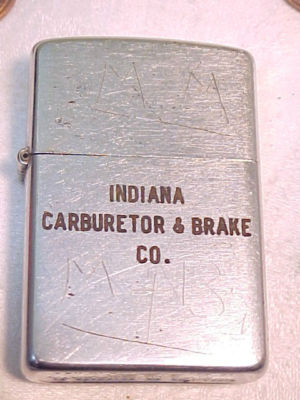 M M
INDIANA
CARBURETOR & BRAKE
CO.